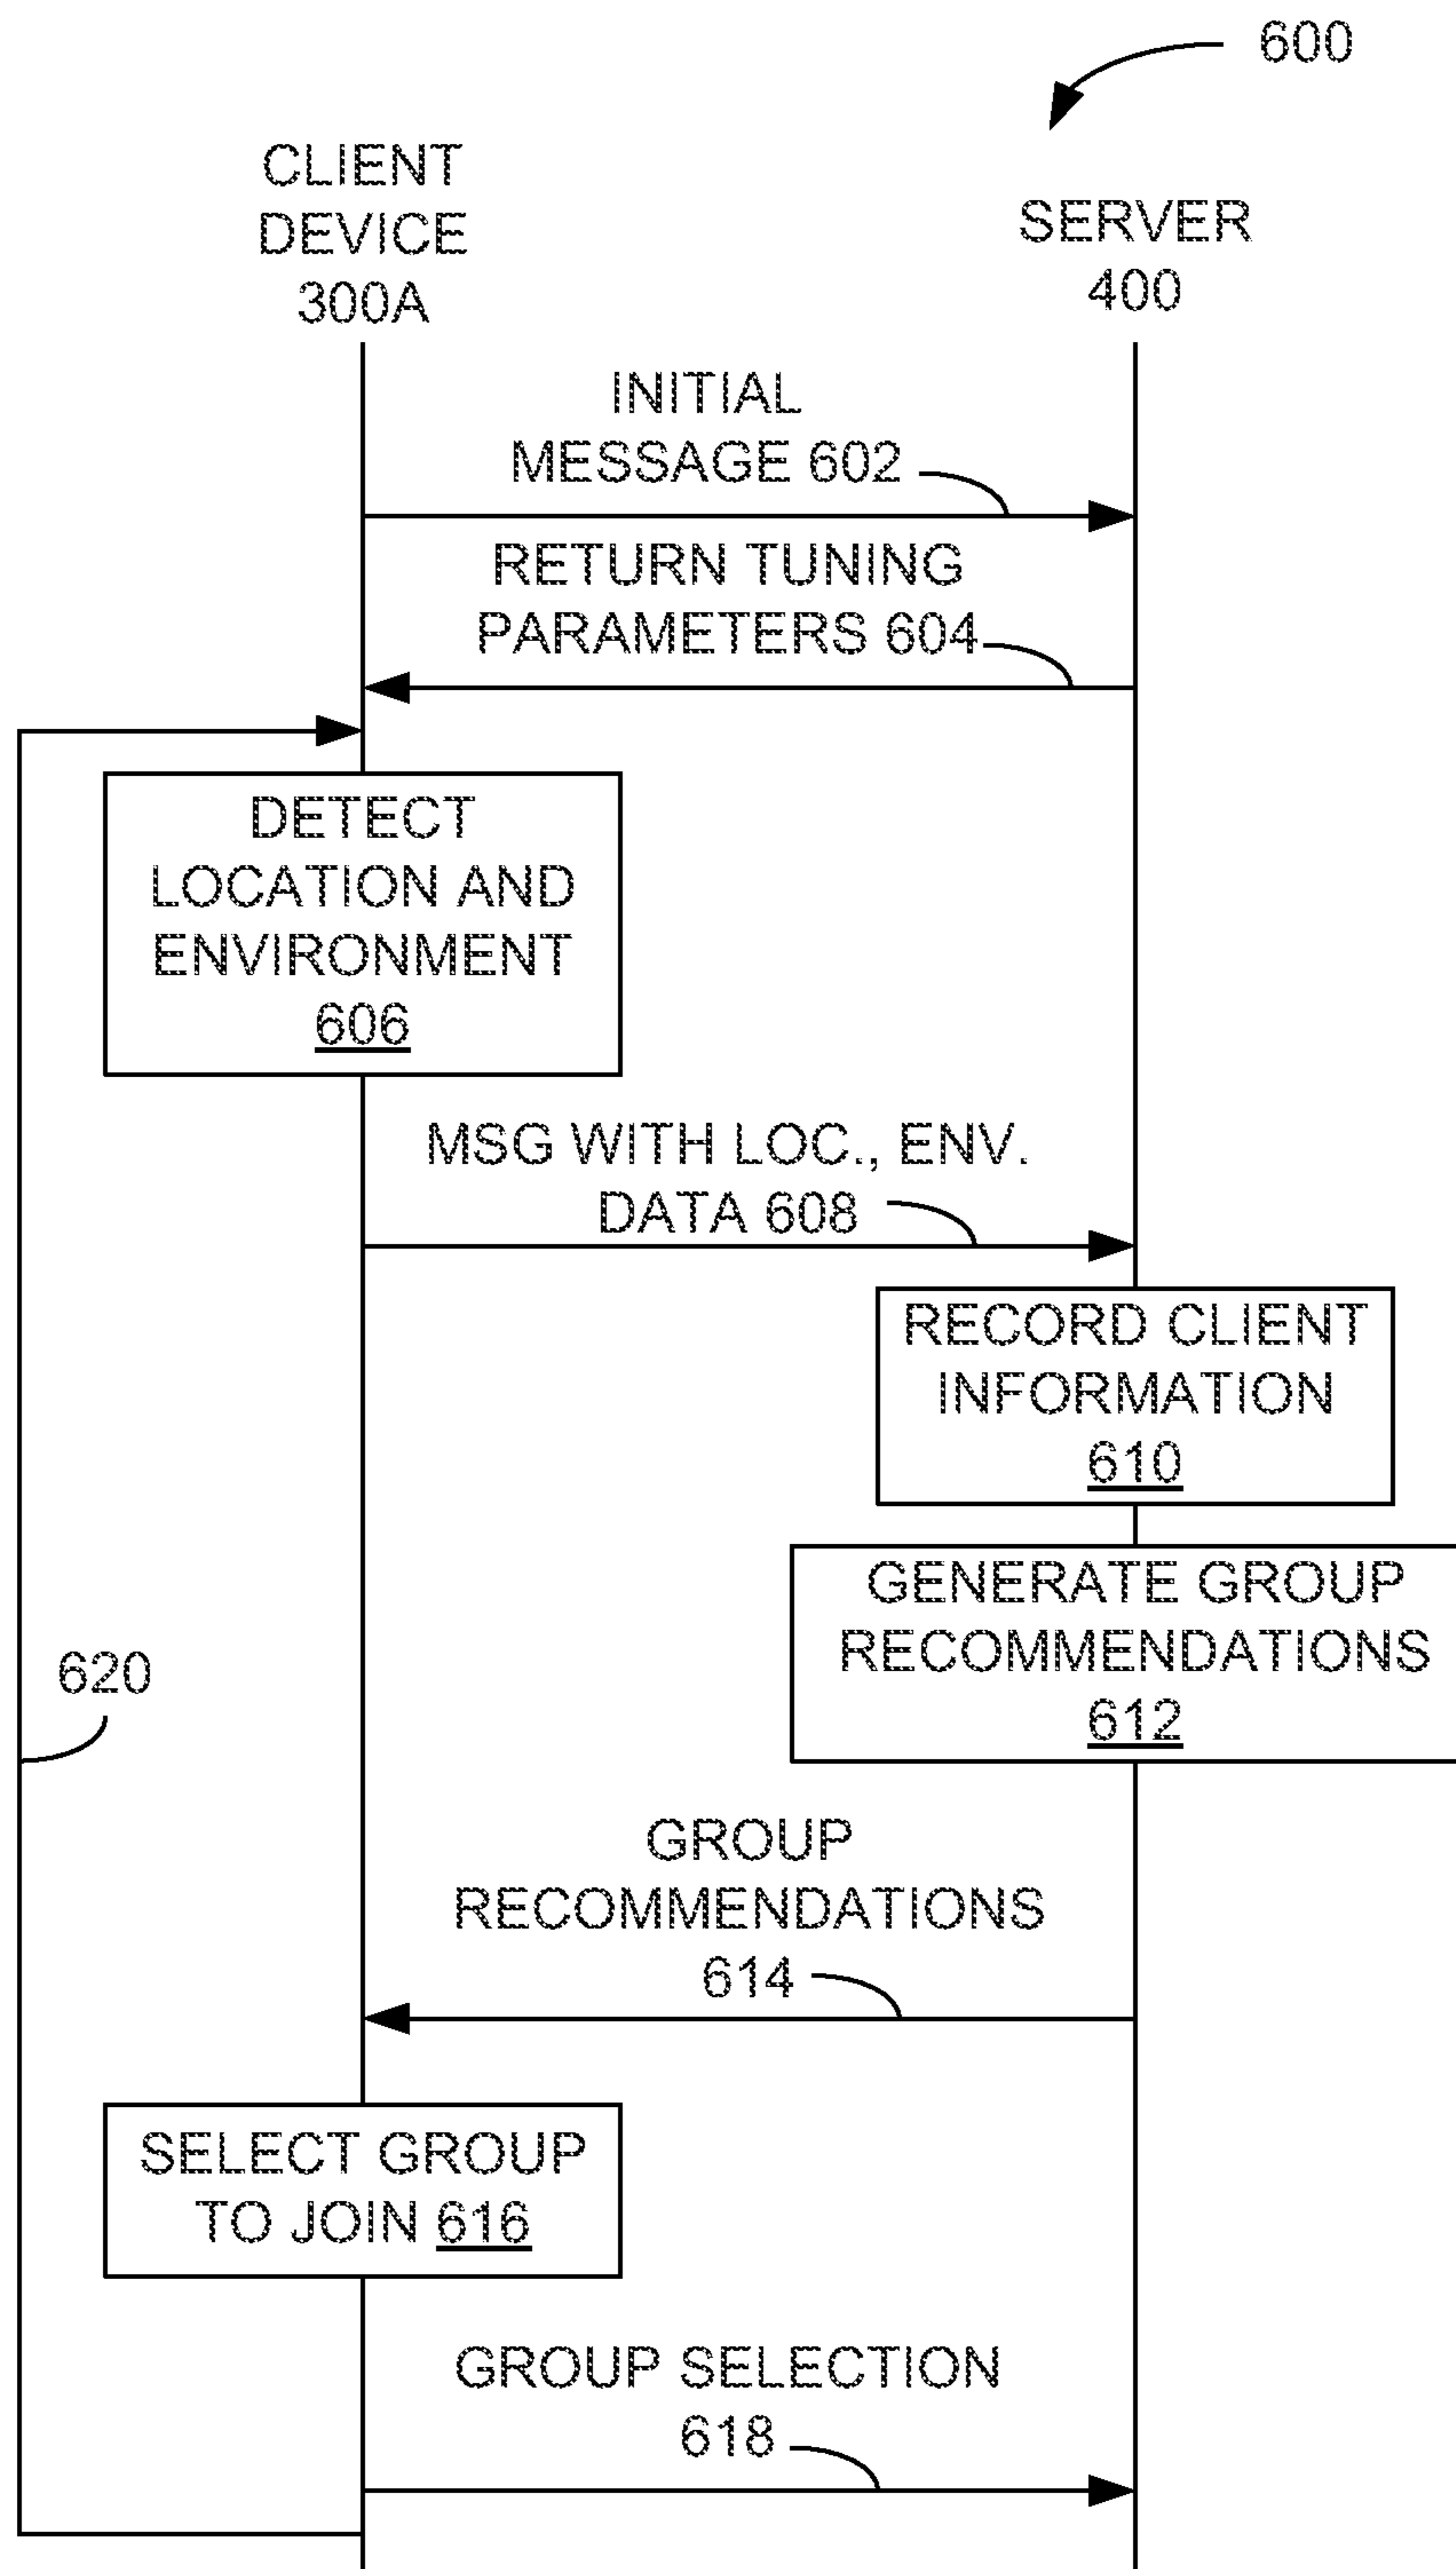 600
CLIENT
DEVICE
300A
SERVER
400
INITIAL
MESSAGE 602
RETURN TUNING
PARAMETERS 604
DETECT
LOCATION AND
ENVIRONMENT
606
MSG WITH LOC., ENV.
DATA 608
RECORD CLIENT
INFORMATION
610
GENERATE GROUP
RECOMMENDATIONS
612
620
GROUP
RECOMMENDATIONS
614
SELECT GROUP
TO JOIN 616
GROUP SELECTION
618